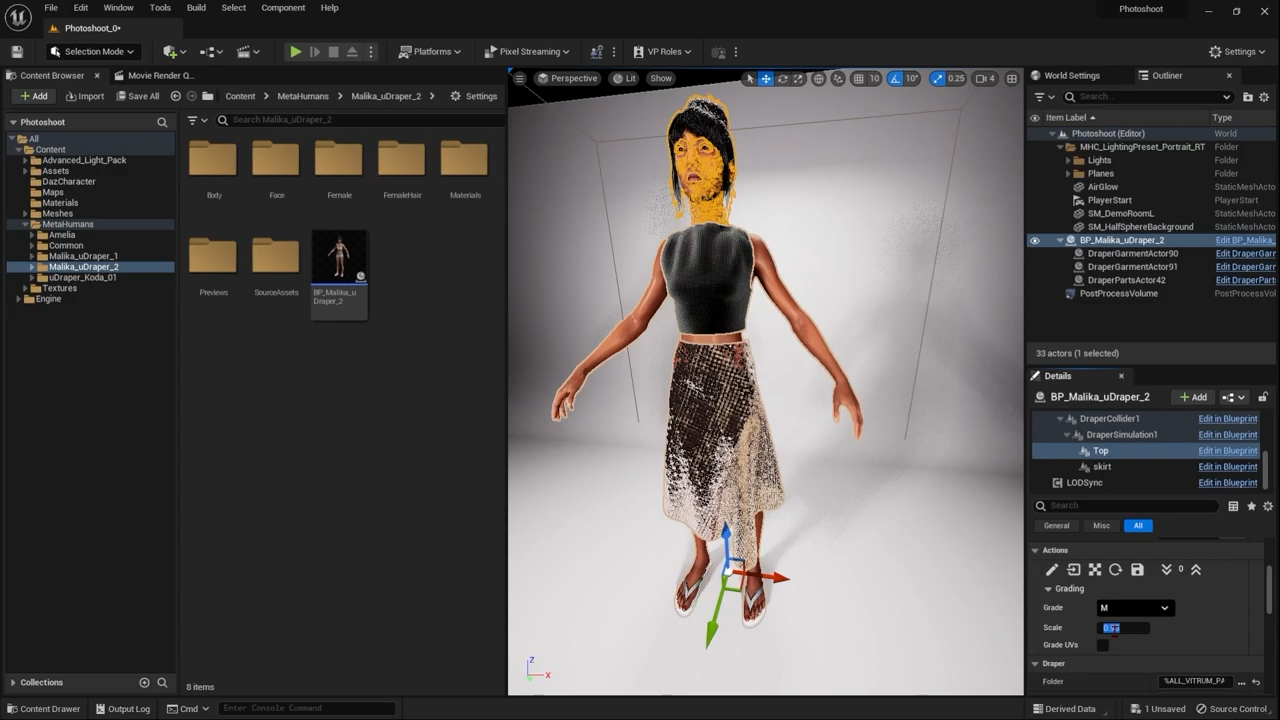 File Edit Window Tools Build Select Component Help
Photoshoot
Photoshoot_0*
Selection Mode
Platforms
Pixel Streaming
VP Roles
Settings
Content Browser
Movie Render Q...
Add
Import
Save All
Content
MetaHumans
Malika_uDraper_2
Settings
Photoshoot
Search Malika_uDraper_2
All
Content
Advanced_Light_Pack
Assets
DazCharacter
Maps
Materials
Meshes
MetaHumans
Amelia
Common
Malika_uDraper_1
Malika_uDraper_2
uDraper_Koda_01
Textures
Engine
Body
Face
Female
FemaleHair
Materials
Previews
SourceAssets
BP_Malika_u
Draper_2
8 items
Collections
Perspective
Lit
Show
10
10°
0.25
4
Z
X
World Settings
Outliner
Search...
Item Label
Type
Photoshoot (Editor) World
MHC_LightingPreset_Portrait_RT Folder
Lights Folder
Planes Folder
AirGlow StaticMeshActo
PlayerStart PlayerStart
SM_DemoRoomL StaticMeshActo
SM_HalfSphereBackground StaticMeshActo
BP_Malika_uDraper_2 Edit BP_Malika_
DraperGarmentActor90 Edit DraperGar
DraperGarmentActor91 Edit DraperGar
DraperPartsActor42 Edit DraperPart
PostProcessVolume PostProcessVo
33 actors (1 selected)
Details
BP_Malika_uDraper_2
Add
DraperCollider1 Edit in Blueprint
DraperSimulation1 Edit in Blueprint
Top Edit in Blueprint
skirt Edit in Blueprint
LODSync Edit in Blueprint
Search
General
Misc
All
Actions
0
Grading
Grade M
Scale
Grade UVs
Draper
Folder %ALL_VITRUM_PA
Content Drawer
Output Log
Cmd
Enter Console Command
Derived Data
1 Unsaved
Source Control